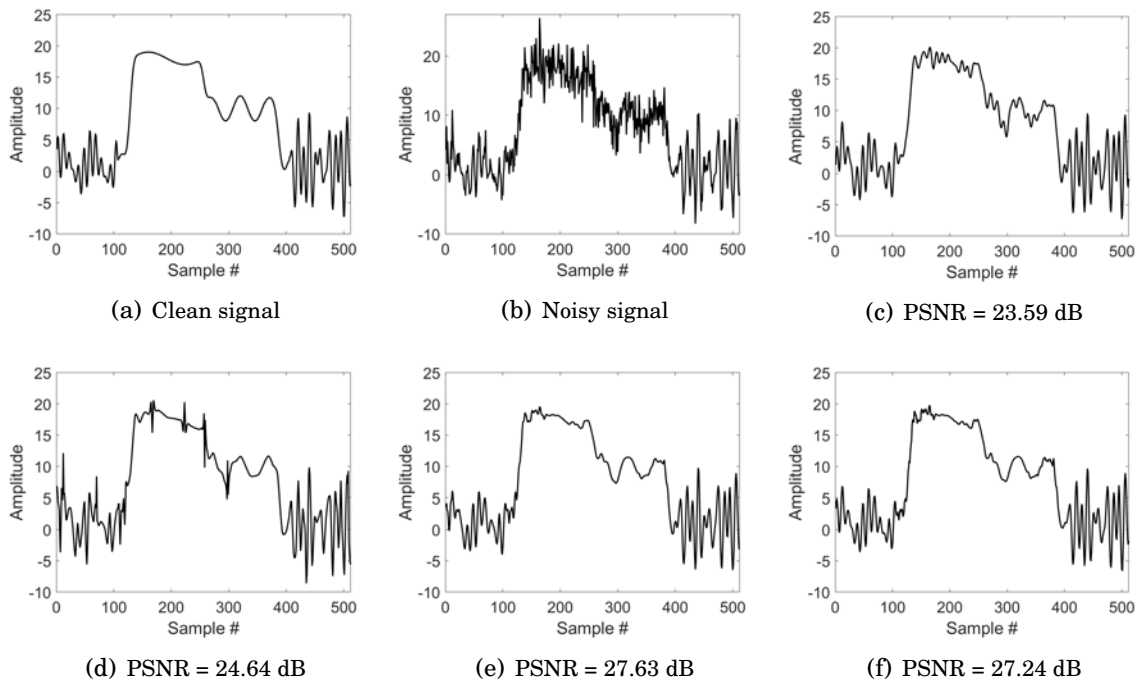 25
20
15
10
5
0
-5
-10
Amplitude
0 100 200 300 400 500
Sample #
(a) Clean signal
20
10
0
-10
Amplitude
0 100 200 300 400 500
Sample #
(b) Noisy signal
25
20
15
10
5
0
-5
-10
Amplitude
0 100 200 300 400 500
Sample #
(c) PSNR = 23.59 dB
25
20
15
10
5
0
-5
-10
Amplitude
0 100 200 300 400 500
Sample #
(d) PSNR = 24.64 dB
25
20
15
10
5
0
-5
-10
Amplitude
0 100 200 300 400 500
Sample #
(e) PSNR = 27.63 dB
25
20
15
10
5
0
-5
-10
Amplitude
0 100 200 300 400 500
Sample #
(f) PSNR = 27.24 dB